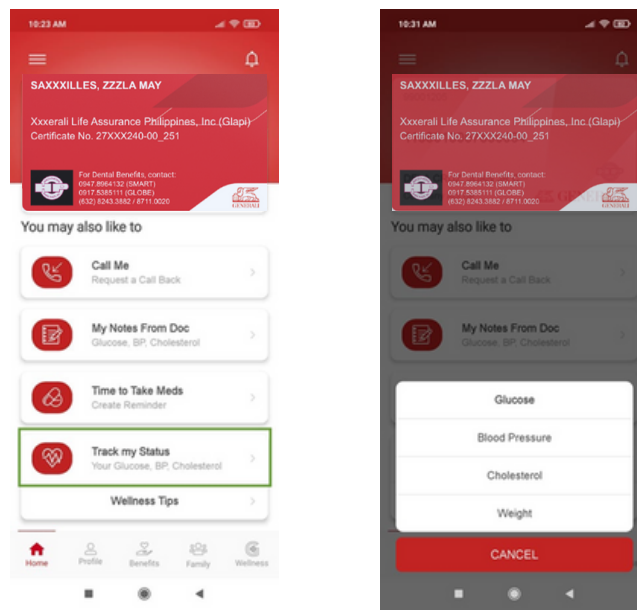 10:23 AM
SAXXXILLES, ZZZLA MAY
Xxxerali Life Assurance Philippines, Inc.(Glapi)
Certificate No. 27XXX240-00_251
For Dental Benefits, contact:
0947.8964132 (SMART)
0917.5385111 (GLOBE)
(632) 8243.3882 / 8711.0020
GENERALI
You may also like to
Call Me
Request a Call Back
My Notes From Doc
Glucose, BP, Cholesterol
Time to Take Meds
Create Reminder
Track my Status
Your Glucose, BP, Cholesterol
Wellness Tips
Home
Profile
Benefits
Family
Wellness
10:31 AM
SAXXXILLES, ZZZLA MAY
Xxxerali Life Assurance Philippines, Inc.(Glapi)
Certificate No. 27XXX240-00_251
For Dental Benefits, contact:
0947.8964132 (SMART)
0917.5385111 (GLOBE)
(632) 8243.3882 / 8711.0020
GENERALI
You may also like to
Call Me
Request a Call Back
My Notes From Doc
Glucose, BP, Cholesterol
Glucose
Blood Pressure
Cholesterol
Weight
CANCEL